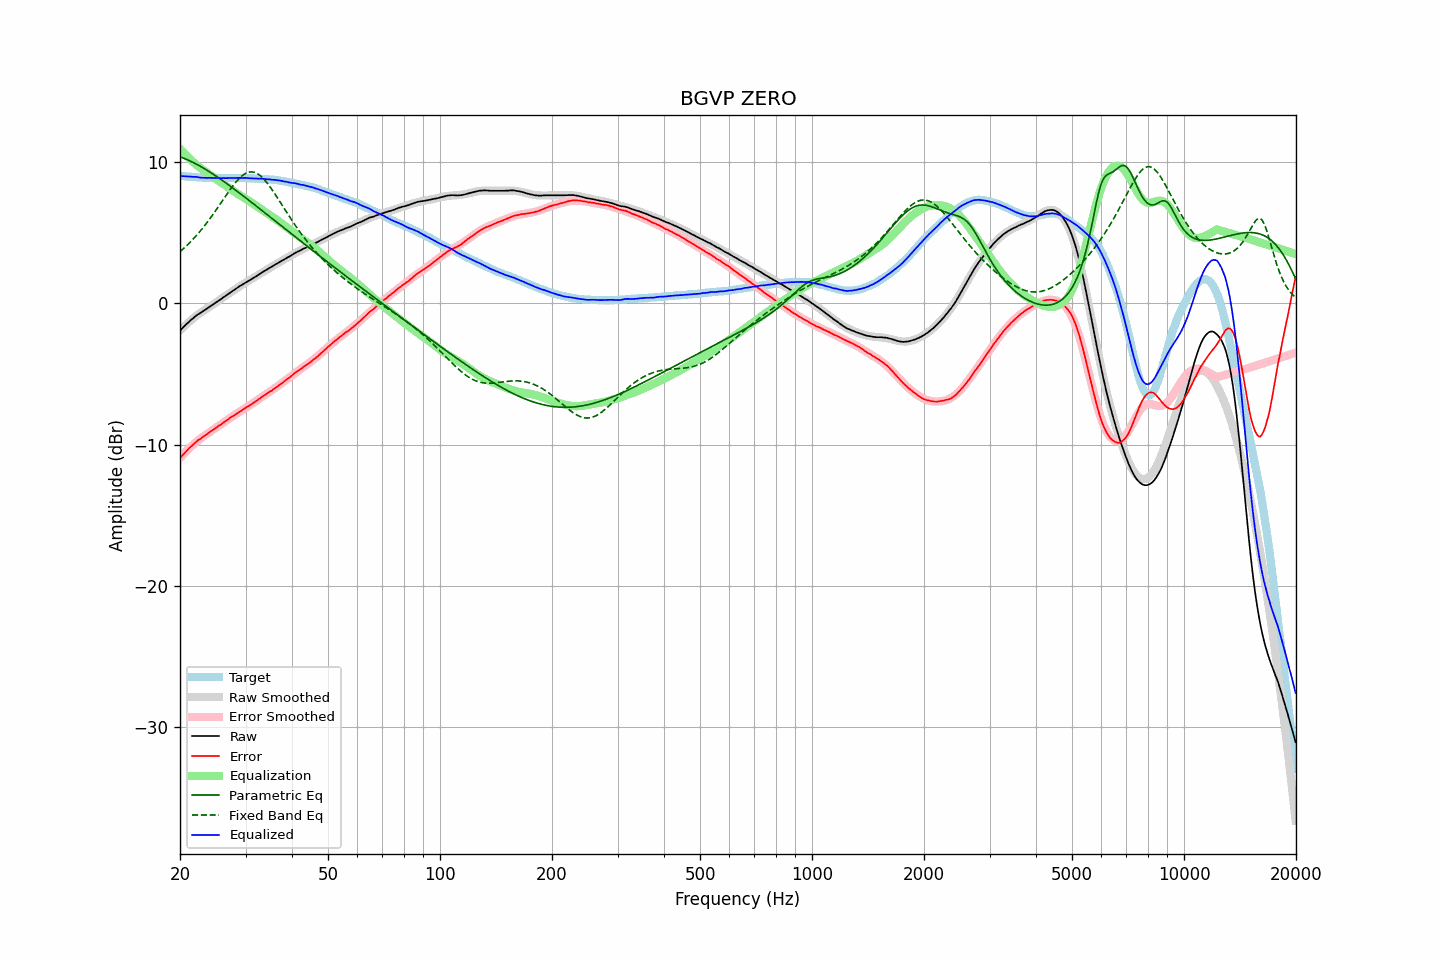 BGVP ZERO
Amplitude (dBr)
10
0
−10
−20
−30
Target
Raw Smoothed
Error Smoothed
Raw
Error
Equalization
Parametric Eq
Fixed Band Eq
Equalized
20 50 100 200 500 1000 2000 5000 10000 20000
Frequency (Hz)